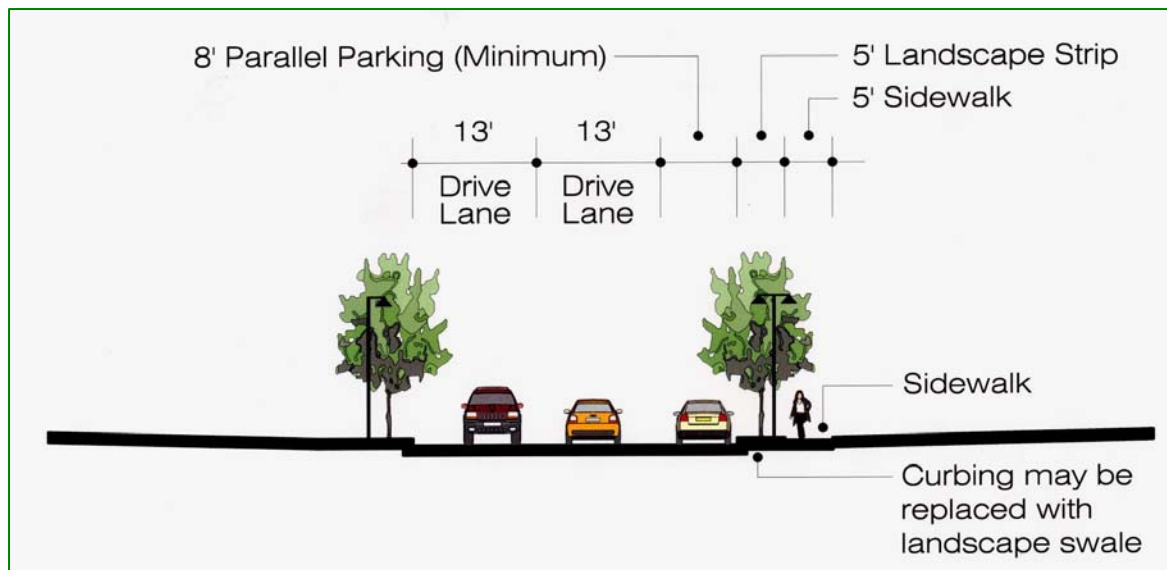 8' Parallel Parking (Minimum)
5' Landscape Strip
5' Sidewalk
13'
13'
Drive
Lane
Drive
Lane
Sidewalk
Curbing may be
replaced with
landscape swale